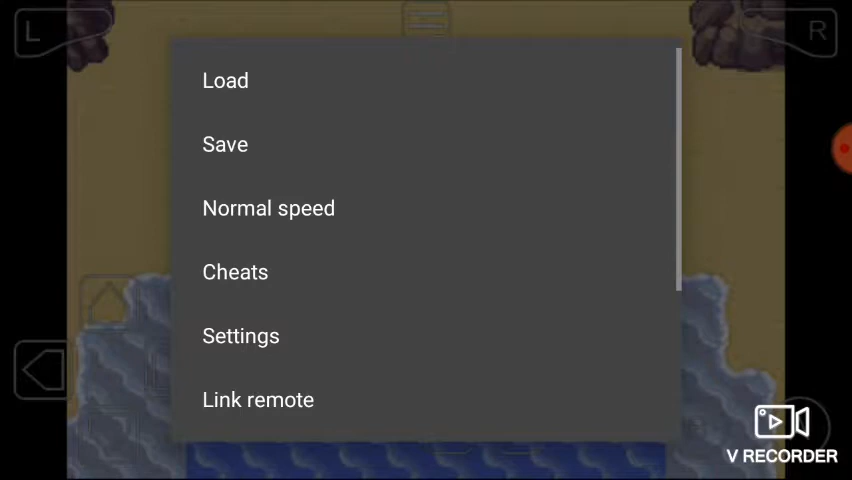 L
R
Load
Save
Normal speed
Cheats
Settings
Link remote
V RECORDER